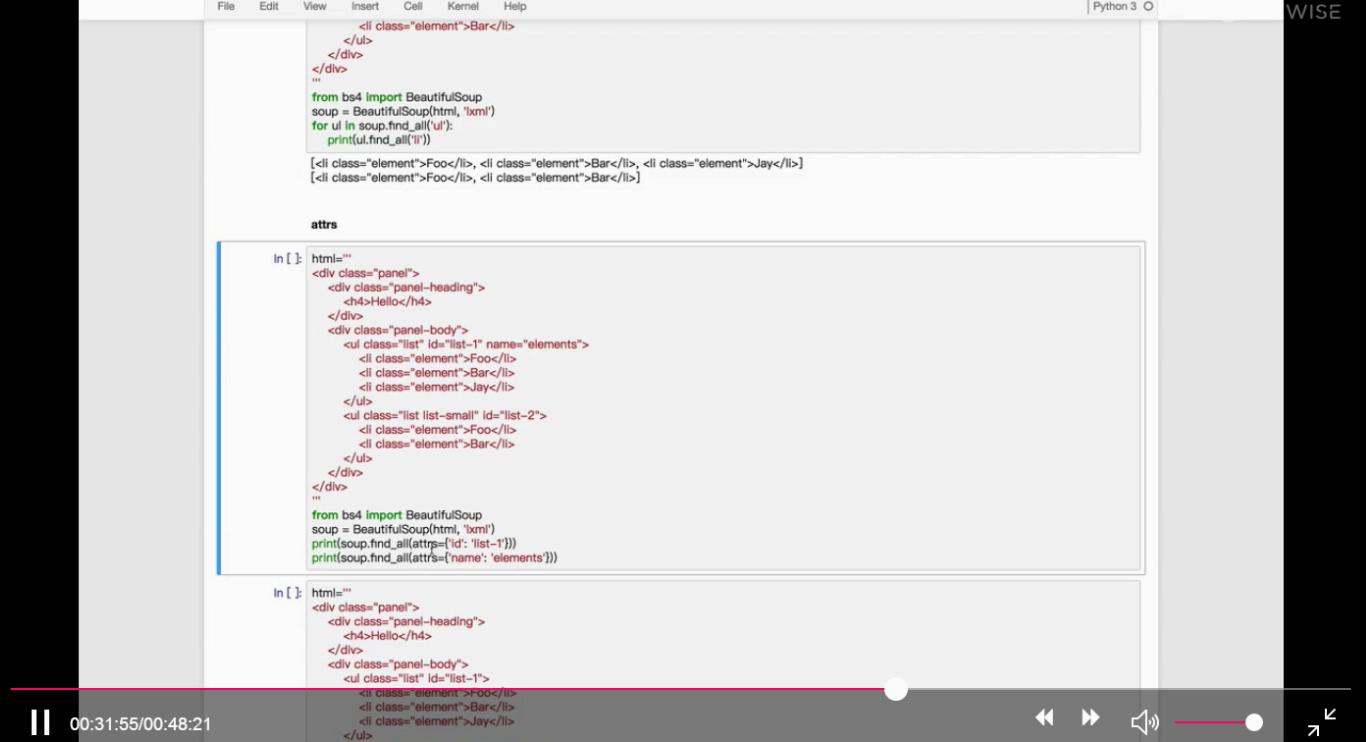 File Edit View Insert Cell Kernel Help Python 3 WISE
<li class="element">Bar</li>
</ul>
</div>
</div>
'''
from bs4 import BeautifulSoup
soup = BeautifulSoup(html, 'lxml')
for ul in soup.find_all('ul'):
print(ul.find_all('li'))
[<li class="element">Foo</li>, <li class="element">Bar</li>, <li class="element">Jay</li>]
[<li class="element">Foo</li>, <li class="element">Bar</li>]
attrs
In [ ]: html='''
<div class="panel">
<div class="panel-heading">
<h4>Hello</h4>
</div>
<div class="panel-body">
<ul class="list" id="list-1" name="elements">
<li class="element">Foo</li>
<li class="element">Bar</li>
<li class="element">Jay</li>
</ul>
<ul class="list list-small" id="list-2">
<li class="element">Foo</li>
<li class="element">Bar</li>
</ul>
</div>
</div>
'''
from bs4 import BeautifulSoup
soup = BeautifulSoup(html, 'lxml')
print(soup.find_all(attrs={'id': 'list-1'}))
print(soup.find_all(attrs={'name': 'elements'}))
In [ ]: html='''
<div class="panel">
<div class="panel-heading">
<h4>Hello</h4>
</div>
<div class="panel-body">
<ul class="list" id="list-1">
<li class="element">Foo</li>
<li class="element">Bar</li>
<li class="element">Jay</li>
</ul>
00:31:55/00:48:21